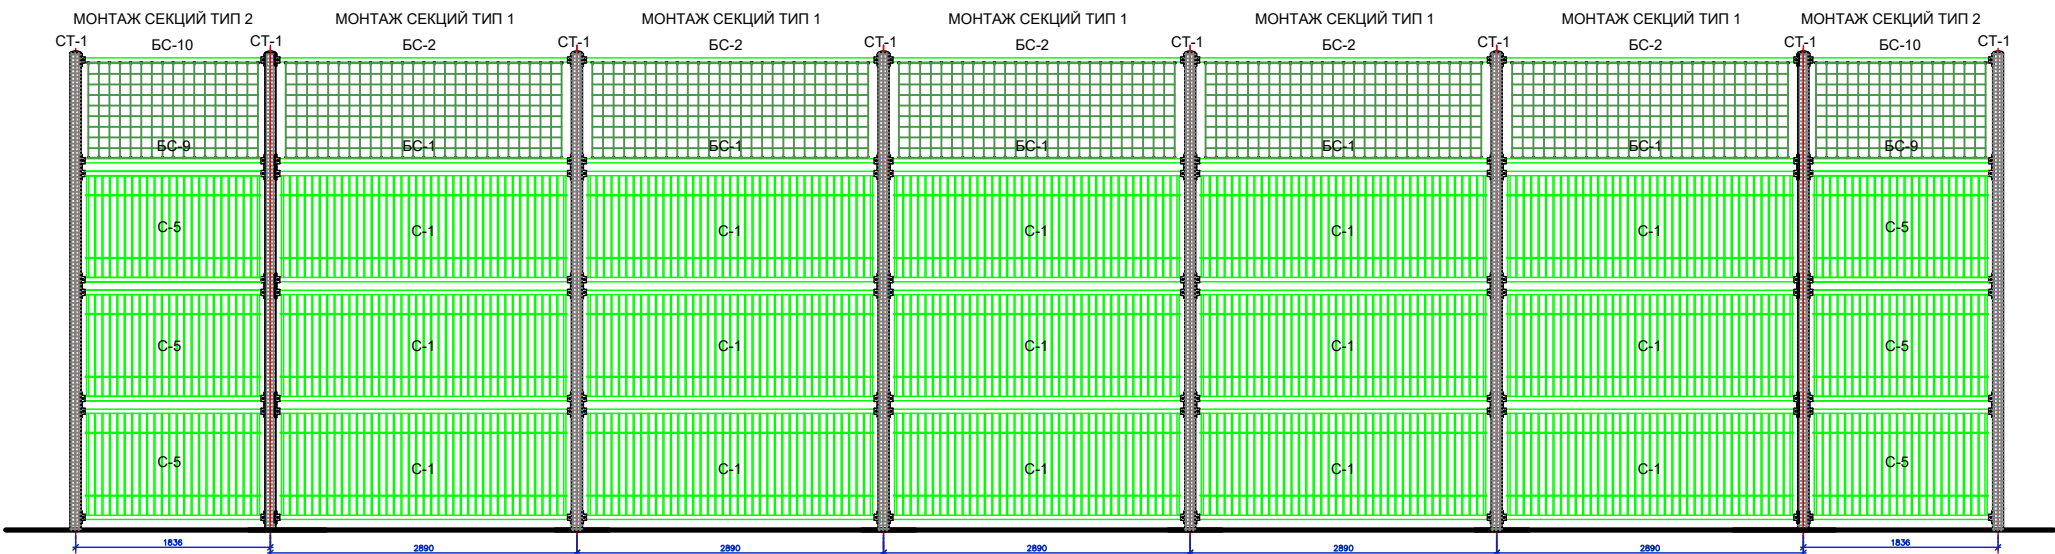 МОНТАЖ СЕКЦИЙ ТИП 2 МОНТАЖ СЕКЦИЙ ТИП 1 МОНТАЖ СЕКЦИЙ ТИП 1 МОНТАЖ СЕКЦИЙ ТИП 1 МОНТАЖ СЕКЦИЙ ТИП 1 МОНТАЖ СЕКЦИЙ ТИП 1 МОНТАЖ СЕКЦИЙ ТИП 2
СТ-1 БС-10 СТ-1 БС-2 СТ-1 БС-2 СТ-1 БС-2 СТ-1 БС-2 СТ-1 БС-2 СТ-1 БС-10 СТ-1
БС-9 БС-1 БС-1 БС-1 БС-1 БС-1 БС-9
С-5 С-1 С-1 С-1 С-1 С-1 С-5
С-5 С-1 С-1 С-1 С-1 С-1 С-5
С-5 С-1 С-1 С-1 С-1 С-1 С-5
1836 2890 2890 2890 2890 2890 1836